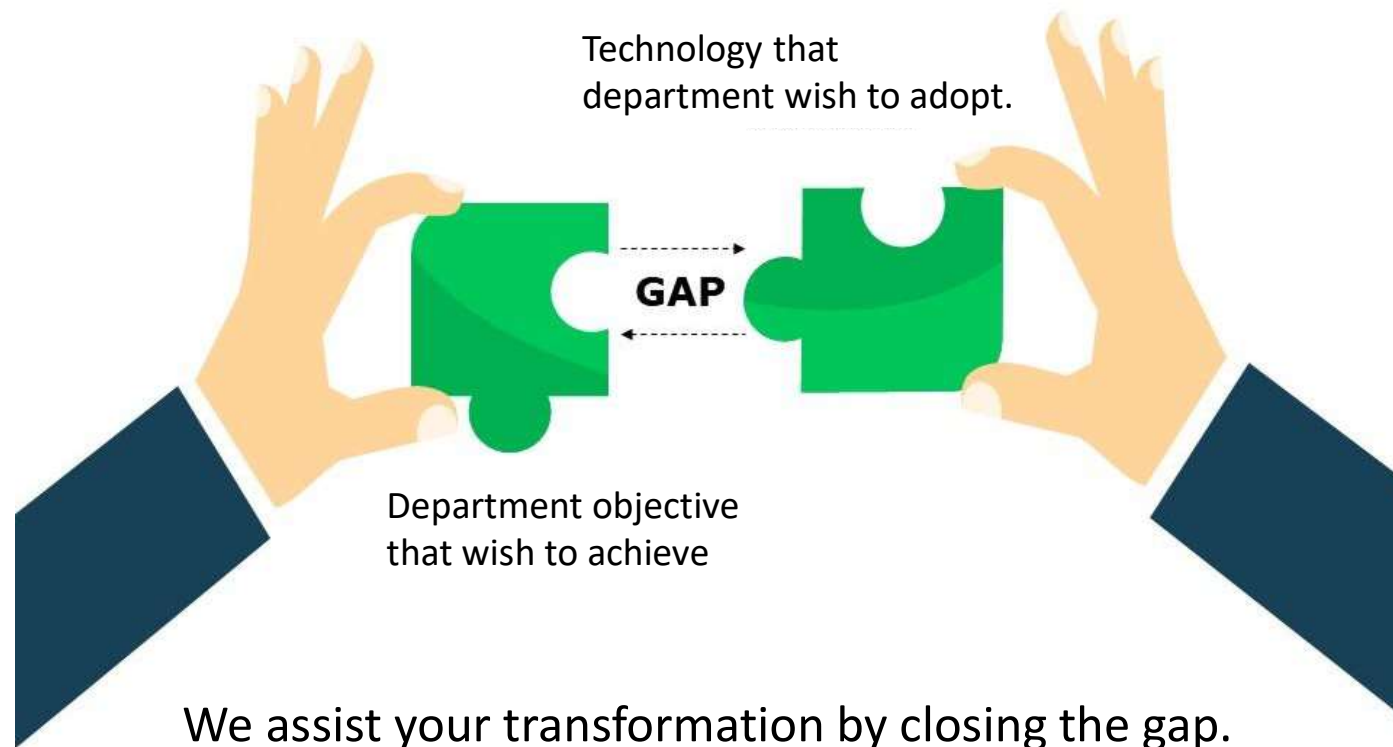 Technology that
department wish to adopt.
GAP
Department objective
that wish to achieve
We assist your transformation by closing the gap.